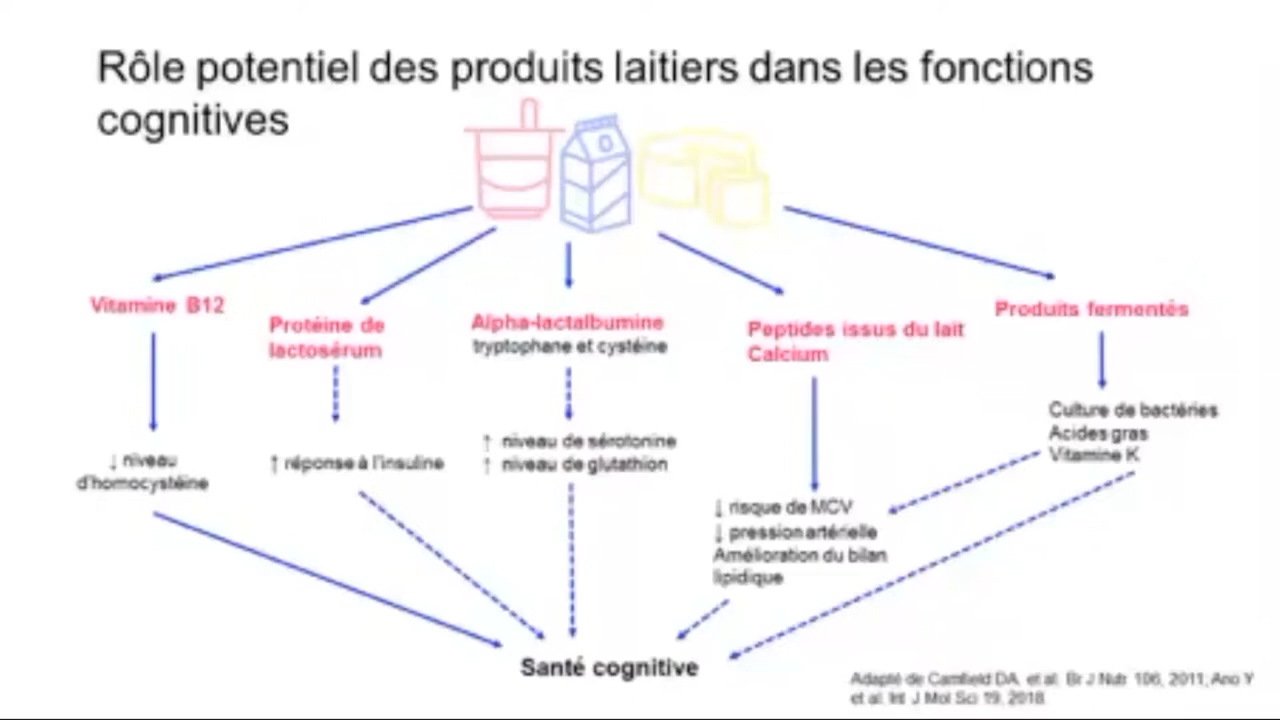 Rôle potentiel des produits laitiers dans les fonctions
cognitives
Vitamine B12
↓ niveau
d'homocystéine
Protéine de
lactosérum
↑ réponse à l'insuline
Alpha-lactalbumine
tryptophane et cystéine
↑ niveau de sérotonine
↑ niveau de glutathion
Peptides issus du lait
Calcium
↓ risque de MCV
↓ pression artérielle
Amélioration du bilan
lipidique
Produits fermentés
Culture de bactéries
Acides gras
Vitamine K
Santé cognitive
Adapté de Camfield DA. et al. Br J Nutr 106, 2011, Ano Y
et al. Int J Mol Sci 19, 2018